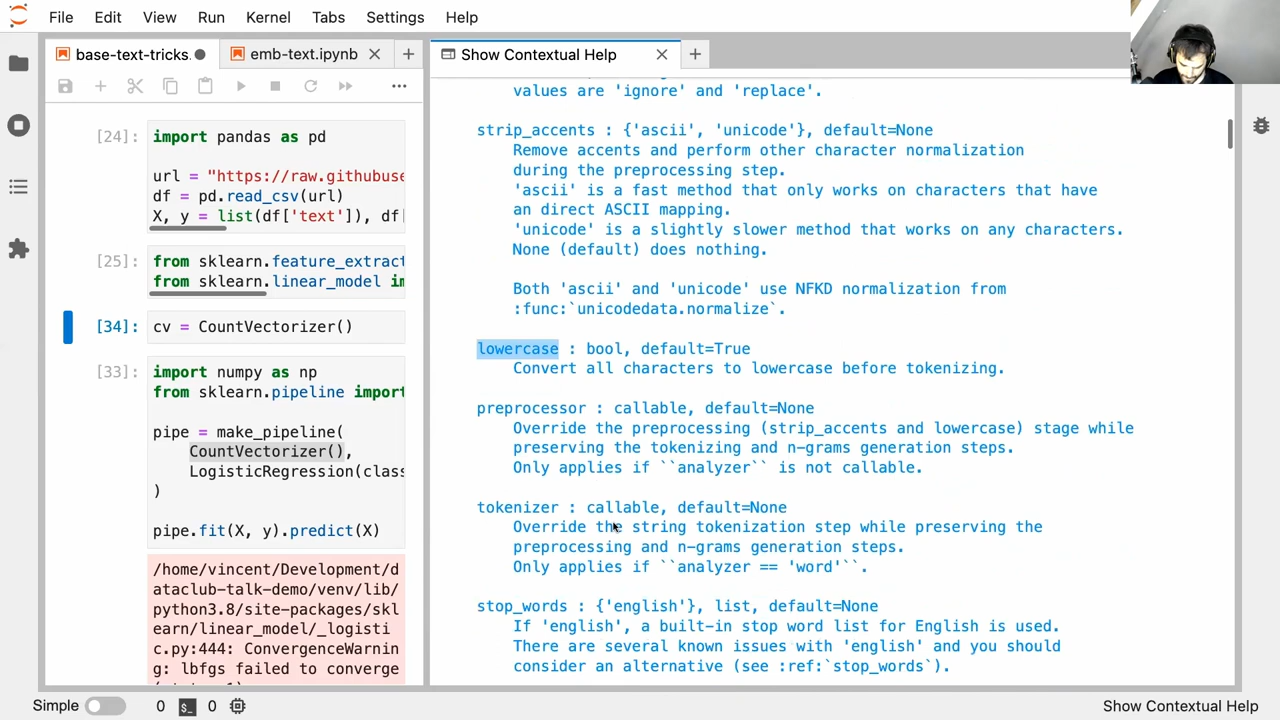 File Edit View Run Kernel Tabs Settings Help
base-text-tricks. emb-text.ipynb
Show Contextual Help
[24]: import pandas as pd
url = "https://raw.githubuse
df = pd.read_csv(url)
X, y = list(df['text']), df[
[25]: from sklearn.feature_extract
from sklearn.linear_model im
[34]: cv = CountVectorizer()
[33]: import numpy as np
from sklearn.pipeline import
pipe = make_pipeline(
CountVectorizer(),
LogisticRegression(class
)
pipe.fit(X, y).predict(X)
/home/vincent/Development/d
ataclub-talk-demo/venv/lib/
python3.8/site-packages/skl
earn/linear_model/_logisti
c.py:444: ConvergenceWarnin
g: lbfgs failed to converge
values are 'ignore' and 'replace'.
strip_accents : {'ascii', 'unicode'}, default=None
Remove accents and perform other character normalization
during the preprocessing step.
'ascii' is a fast method that only works on characters that have
an direct ASCII mapping.
'unicode' is a slightly slower method that works on any characters.
None (default) does nothing.
Both 'ascii' and 'unicode' use NFKD normalization from
:func:`unicodedata.normalize`.
lowercase : bool, default=True
Convert all characters to lowercase before tokenizing.
preprocessor : callable, default=None
Override the preprocessing (strip_accents and lowercase) stage while
preserving the tokenizing and n-grams generation steps.
Only applies if ``analyzer`` is not callable.
tokenizer : callable, default=None
Override the string tokenization step while preserving the
preprocessing and n-grams generation steps.
Only applies if ``analyzer == 'word'``.
stop_words : {'english'}, list, default=None
If 'english', a built-in stop word list for English is used.
There are several known issues with 'english' and you should
consider an alternative (see :ref:`stop_words`).
Simple 0 0 Show Contextual Help